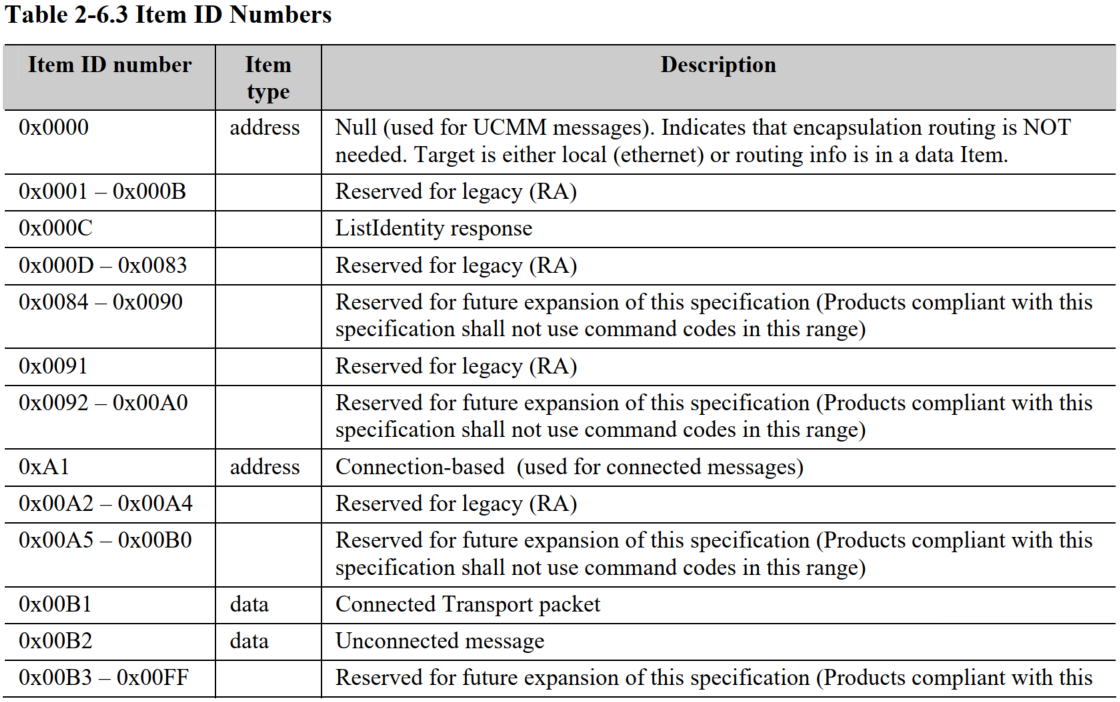 Table 2-6.3 Item ID Numbers
Item ID number Item type Description
0x0000 address Null (used for UCMM messages). Indicates that encapsulation routing is NOT
needed. Target is either local (ethernet) or routing info is in a data Item.
0x0001 – 0x000B Reserved for legacy (RA)
0x000C ListIdentity response
0x000D – 0x0083 Reserved for legacy (RA)
0x0084 – 0x0090 Reserved for future expansion of this specification (Products compliant with this
specification shall not use command codes in this range)
0x0091 Reserved for legacy (RA)
0x0092 – 0x00A0 Reserved for future expansion of this specification (Products compliant with this
specification shall not use command codes in this range)
0xA1 address Connection-based (used for connected messages)
0x00A2 – 0x00A4 Reserved for legacy (RA)
0x00A5 – 0x00B0 Reserved for future expansion of this specification (Products compliant with this
specification shall not use command codes in this range)
0x00B1 data Connected Transport packet
0x00B2 data Unconnected message
0x00B3 – 0x00FF Reserved for future expansion of this specification (Products compliant with this